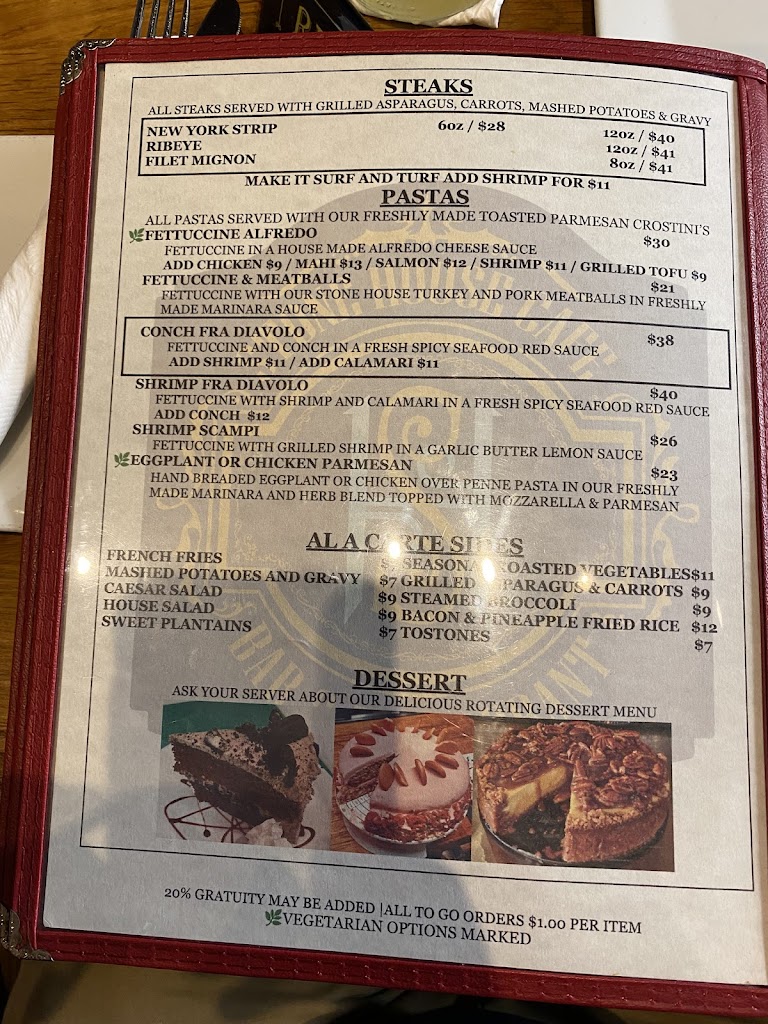 STEAKS
ALL STEAKS SERVED WITH GRILLED ASPARAGUS, CARROTS, MASHED POTATOES & GRAVY
NEW YORK STRIP 6OZ / $28 12OZ / $40
RIBEYE 12OZ / $41
FILET MIGNON 8OZ / $41
MAKE IT SURF AND TURF ADD SHRIMP FOR $11
PASTAS
ALL PASTAS SERVED WITH OUR FRESHLY MADE TOASTED PARMESAN CROSTINI'S
FETTUCCINE ALFREDO $30
FETTUCCINE IN A HOUSE MADE ALFREDO CHEESE SAUCE
ADD CHICKEN $9 / MAHI $13 / SALMON $12 / SHRIMP $11 / GRILLED TOFU $9
FETTUCCINE & MEATBALLS $21
FETTUCCINE WITH OUR STONE HOUSE TURKEY AND PORK MEATBALLS IN FRESHLY
MADE MARINARA SAUCE
CONCH FRA DIAVOLO $38
FETTUCCINE AND CONCH IN A FRESH SPICY SEAFOOD RED SAUCE
ADD SHRIMP $11 / ADD CALAMARI $11
SHRIMP FRA DIAVOLO $40
FETTUCCINE WITH SHRIMP AND CALAMARI IN A FRESH SPICY SEAFOOD RED SAUCE
ADD CONCH $12
SHRIMP SCAMPI $26
FETTUCCINE WITH GRILLED SHRIMP IN A GARLIC BUTTER LEMON SAUCE
EGGPLANT OR CHICKEN PARMESAN $23
HAND BREADED EGGPLANT OR CHICKEN OVER PENNE PASTA IN OUR FRESHLY
MADE MARINARA AND HERB BLEND TOPPED WITH MOZZARELLA & PARMESAN
AL A CARTE SIDES
FRENCH FRIES $7 SEASONAL ROASTED VEGETABLES $11
MASHED POTATOES AND GRAVY $7 GRILLED ASPARAGUS & CARROTS $9
CAESAR SALAD $9 STEAMED BROCCOLI $9
HOUSE SALAD $9 BACON & PINEAPPLE FRIED RICE $12
SWEET PLANTAINS $7 TOSTONES $7
DESSERT
ASK YOUR SERVER ABOUT OUR DELICIOUS ROTATING DESSERT MENU
20% GRATUITY MAY BE ADDED |ALL TO GO ORDERS $1.00 PER ITEM
VEGETARIAN OPTIONS MARKED